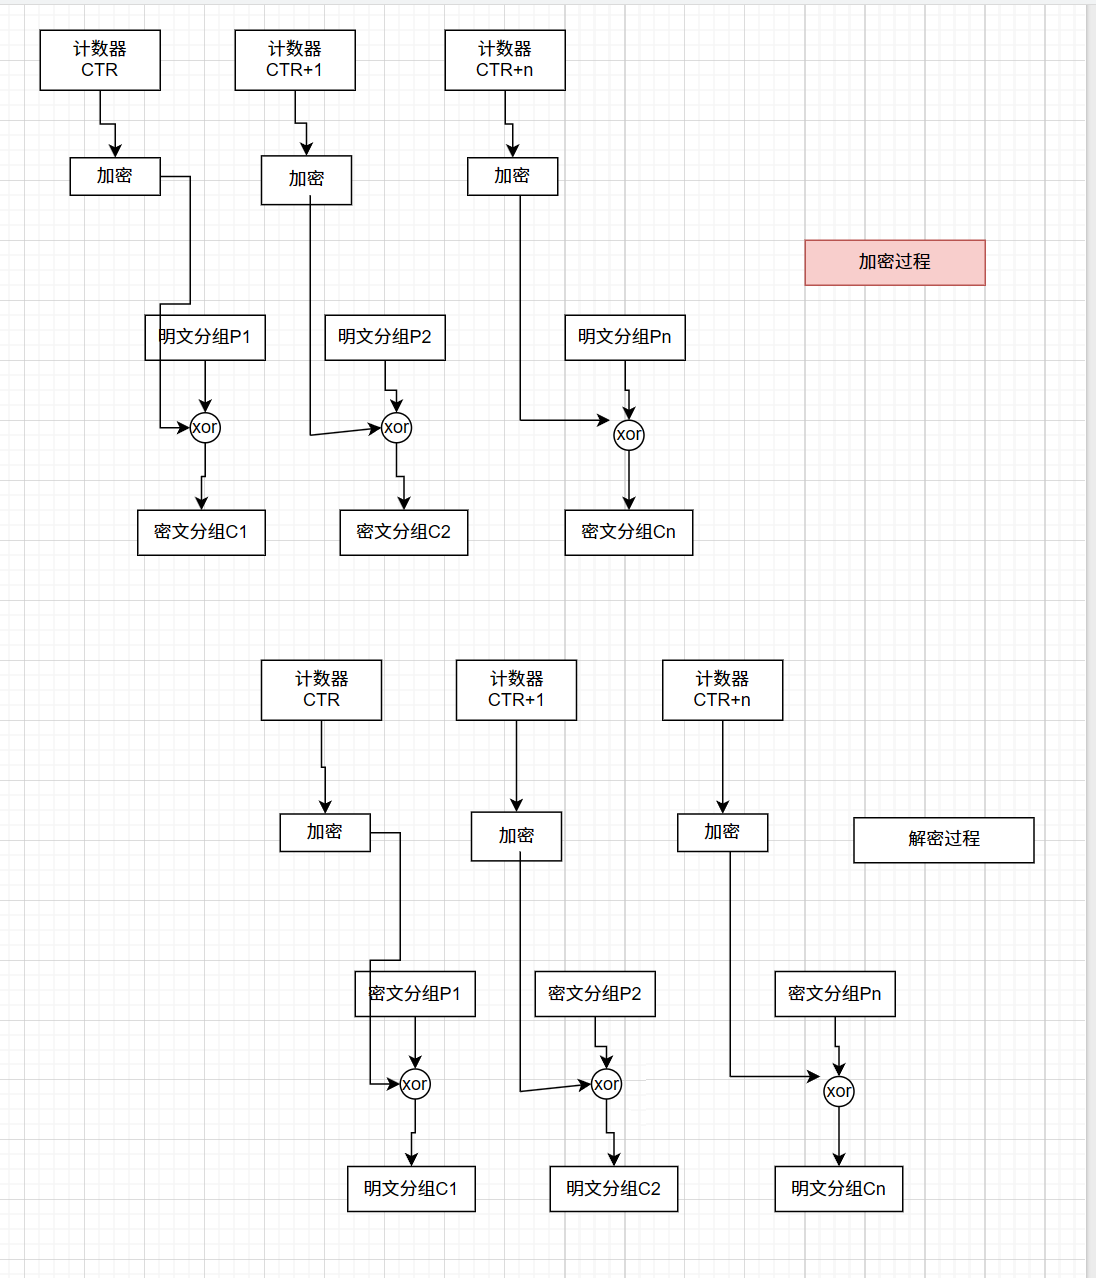 计数器
CTR
计数器
CTR+1
计数器
CTR+n
加密
加密
加密
加密过程
明文分组P1
明文分组P2
明文分组Pn
xor
xor
xor
密文分组C1
密文分组C2
密文分组Cn
计数器
CTR
计数器
CTR+1
计数器
CTR+n
加密
加密
加密
解密过程
密文分组P1
密文分组P2
密文分组Pn
xor
xor
xor
明文分组C1
明文分组C2
明文分组Cn